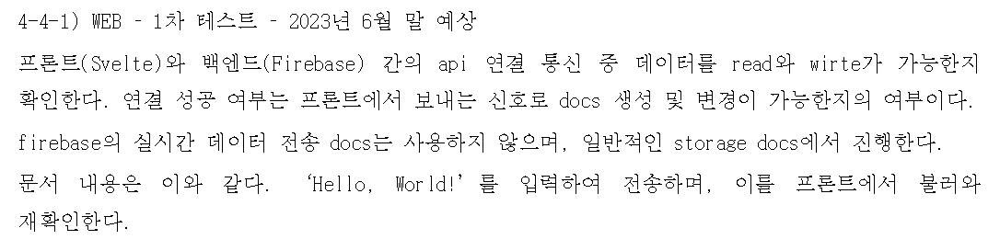 4-4-1) WEB - 1차 테스트 - 2023년 6월 말 예상
프론트(Svelte)와 백엔드(Firebase) 간의 api 연결 통신 중 데이터를 read와 wirte가 가능한지
확인한다. 연결 성공 여부는 프론트에서 보내는 신호로 docs 생성 및 변경이 가능한지의 여부이다.
firebase의 실시간 데이터 전송 docs는 사용하지 않으며, 일반적인 storage docs에서 진행한다.
문서 내용은 이와 같다. ‘Hello, World!’를 입력하여 전송하며, 이를 프론트에서 불러와
재확인한다.